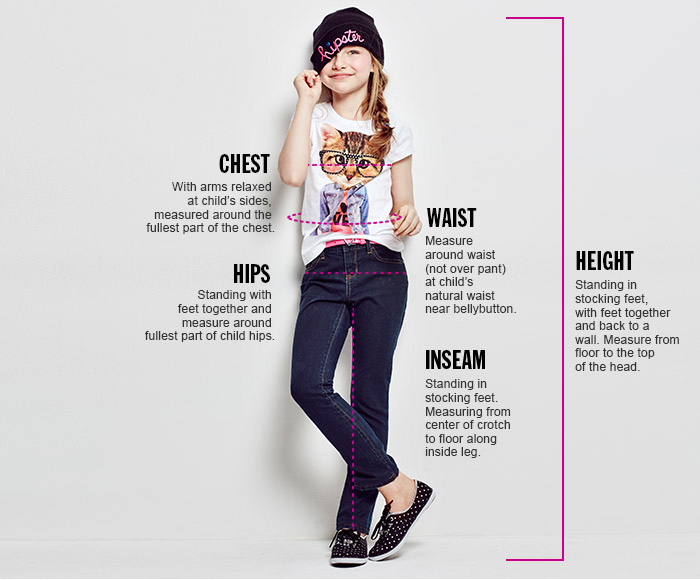 hipster
CHEST
With arms relaxed
at child's sides,
measured around the
fullest part of the chest.
WAIST
Measure
around waist
(not over pant)
at child's
natural waist
near bellybutton.
HIPS
Standing with
feet together and
measure around
fullest part of child hips.
HEIGHT
Standing in
stocking feet,
with feet together
and back to a
wall. Measure from
floor to the top
of the head.
INSEAM
Standing in
stocking feet.
Measuring from
center of crotch
to floor along
inside leg.